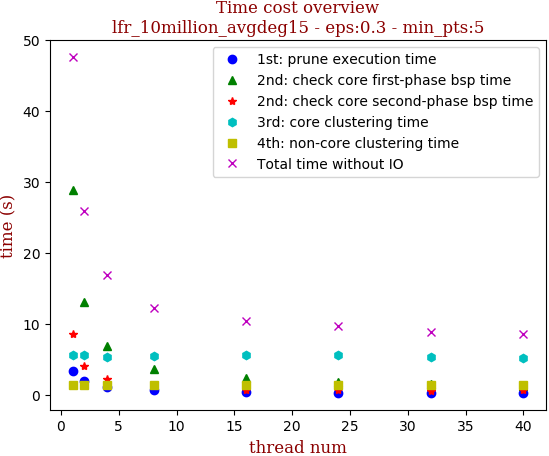 Time cost overview
lfr_10million_avgdeg15 - eps:0.3 - min_pts:5
50
40
30
20
10
0
time (s)
1st: prune execution time
2nd: check core first-phase bsp time
2nd: check core second-phase bsp time
3rd: core clustering time
4th: non-core clustering time
Total time without IO
0 5 10 15 20 25 30 35 40
thread num